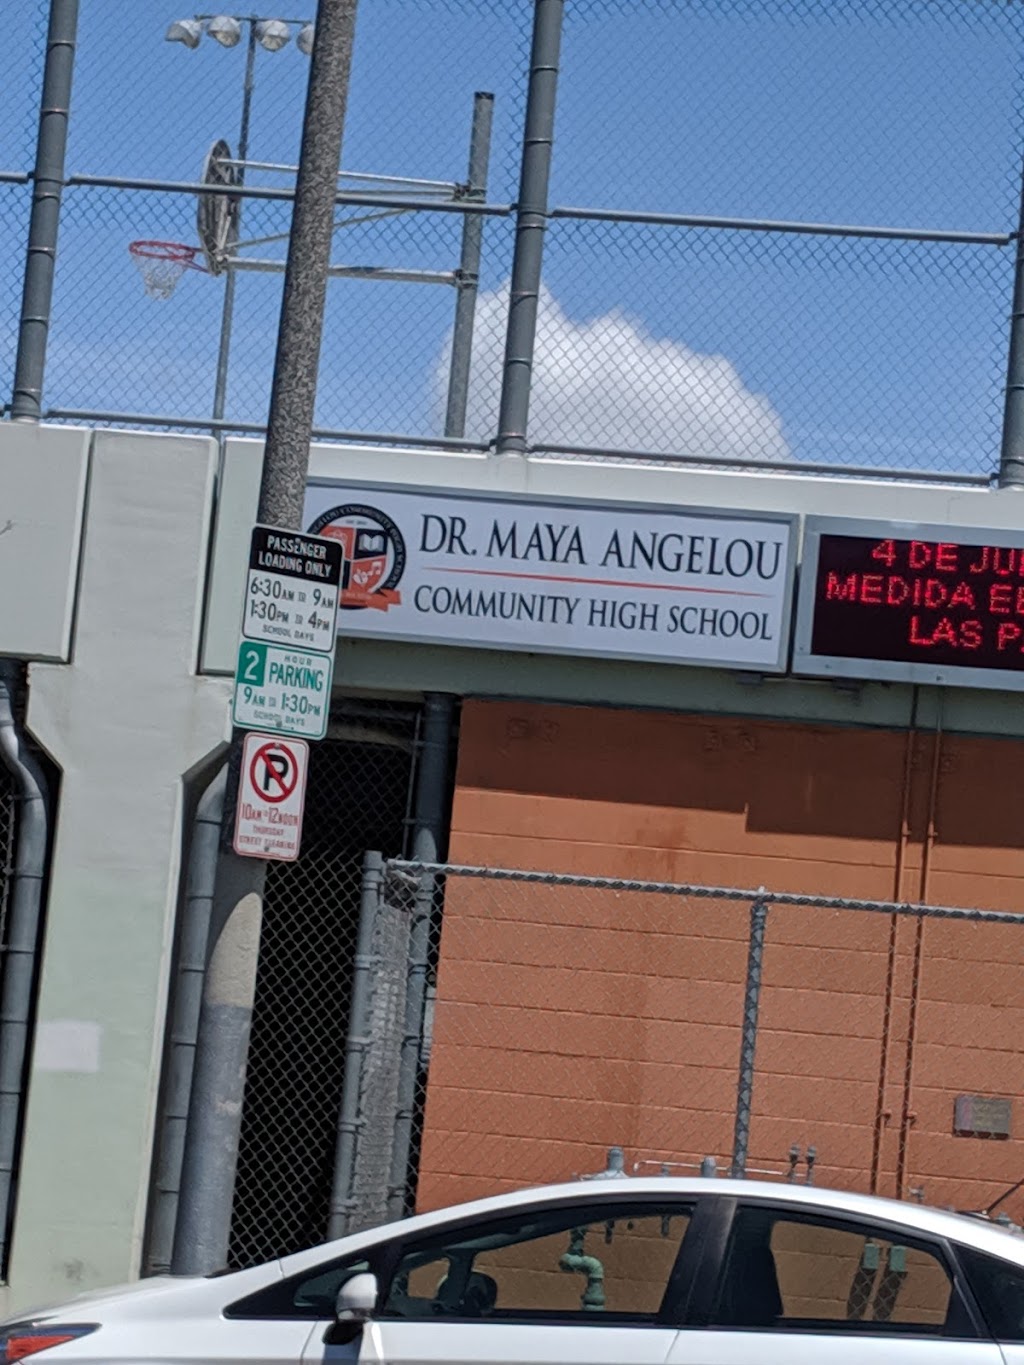 DR. MAYA ANGELOU
COMMUNITY HIGH SCHOOL
4 DE
MEDIDA
LAS
PASSENGER
LOADING ONLY
6:30AM TO 9AM
1:30PM TO 4PM
SCHOOL DAYS
2 HOUR
PARKING
9AM TO 1:30PM
SCHOOL DAYS
P
10AM TO 12NOON
THURSDAY
STREET CLEANING